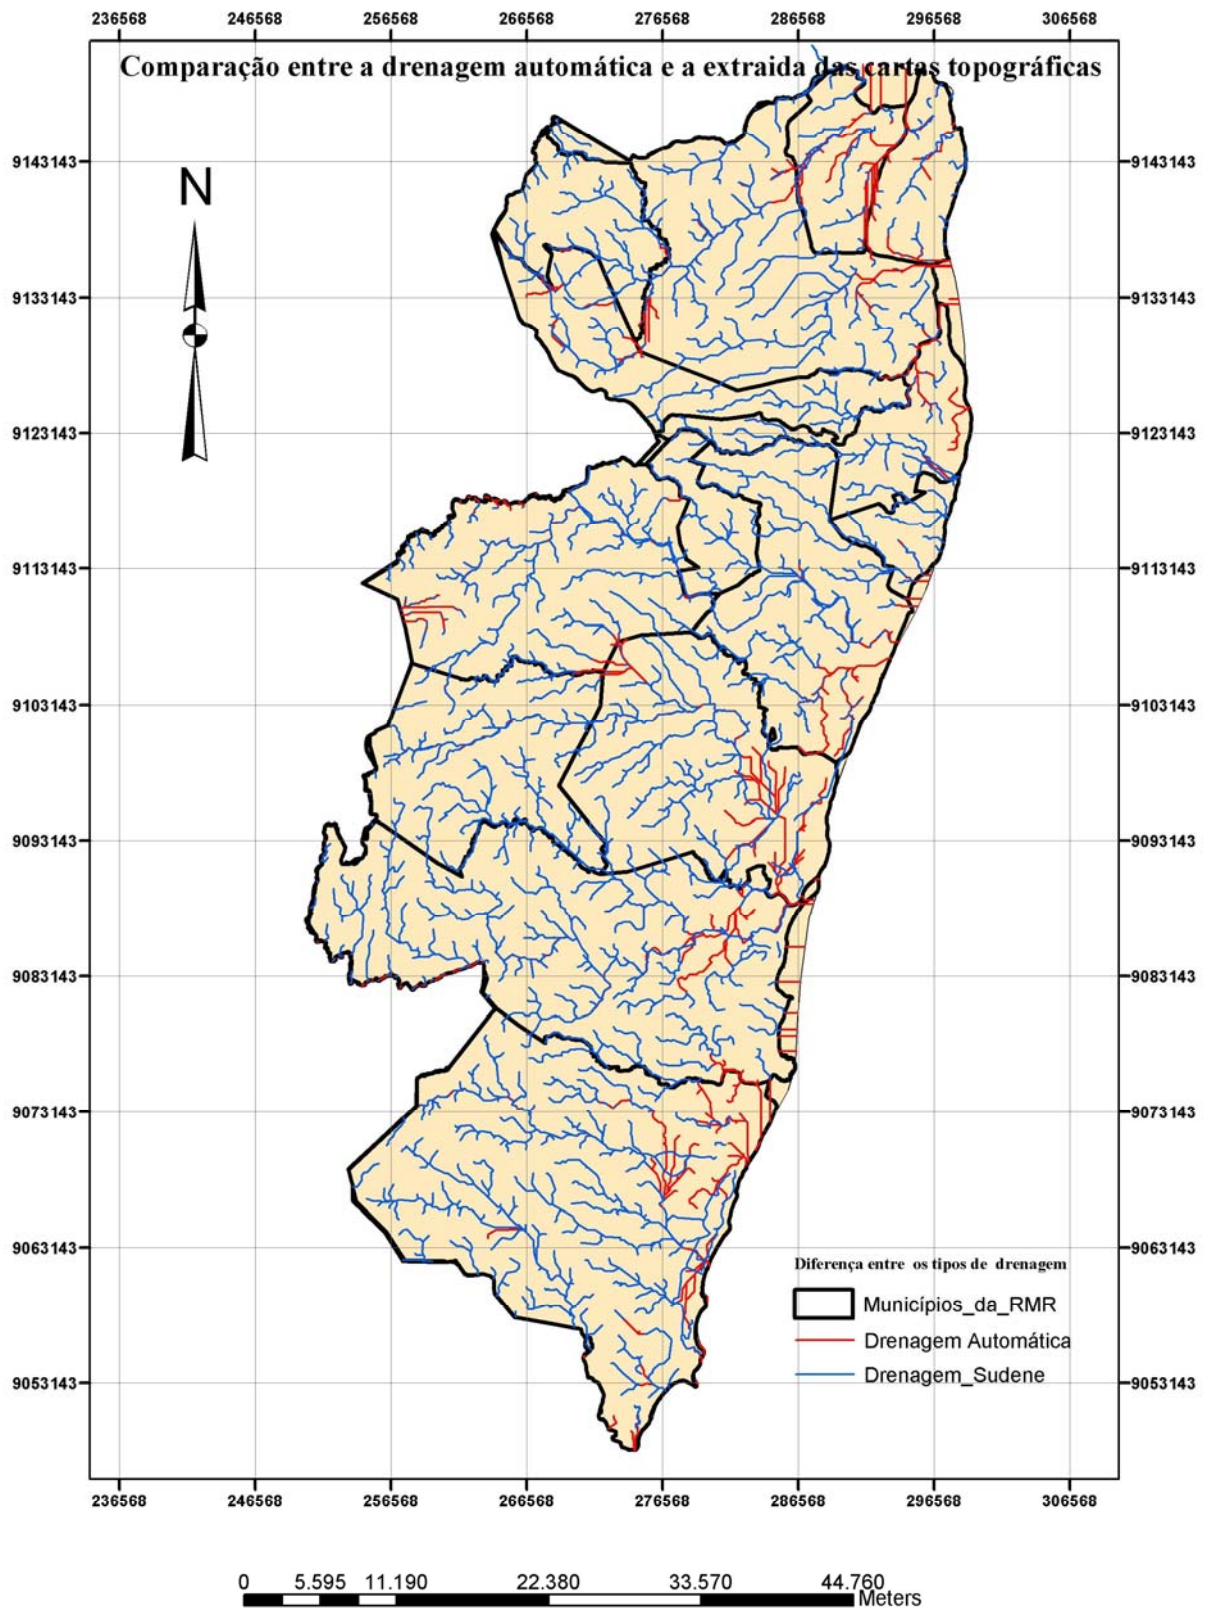 236568 246568 256568 266568 276568 286568 296568 306568
Comparação entre a drenagem automática e a extraida das cartas topográficas
N
9143143 9143143
9133143 9133143
9123143 9123143
9113143 9113143
9103143 9103143
9093143 9093143
9083143 9083143
9073143 9073143
9063143 9063143
Diferença entre os tipos de drenagem
Municípios_da_RMR
Drenagem Automática
Drenagem_Sudene
9053143 9053143
236568 246568 256568 266568 276568 286568 296568 306568
0 5.595 11.190 22.380 33.570 44.760
Meters